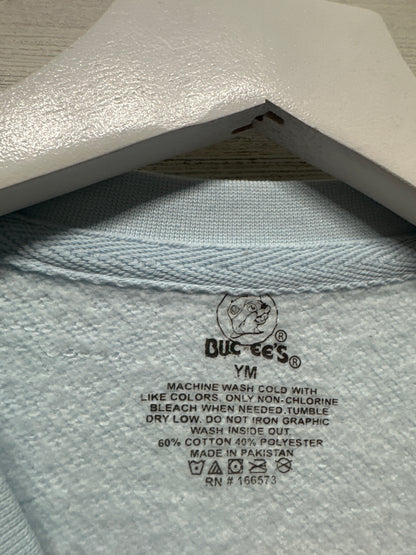 BUC-EE'S®
YM
MACHINE WASH COLD WITH
LIKE COLORS, ONLY NON-CHLORINE
BLEACH WHEN NEEDED.TUMBLE
DRY LOW. DO NOT IRON GRAPHIC
WASH INSIDE OUT.
60% COTTON 40% POLYESTER
MADE IN PAKISTAN
RN # 166573